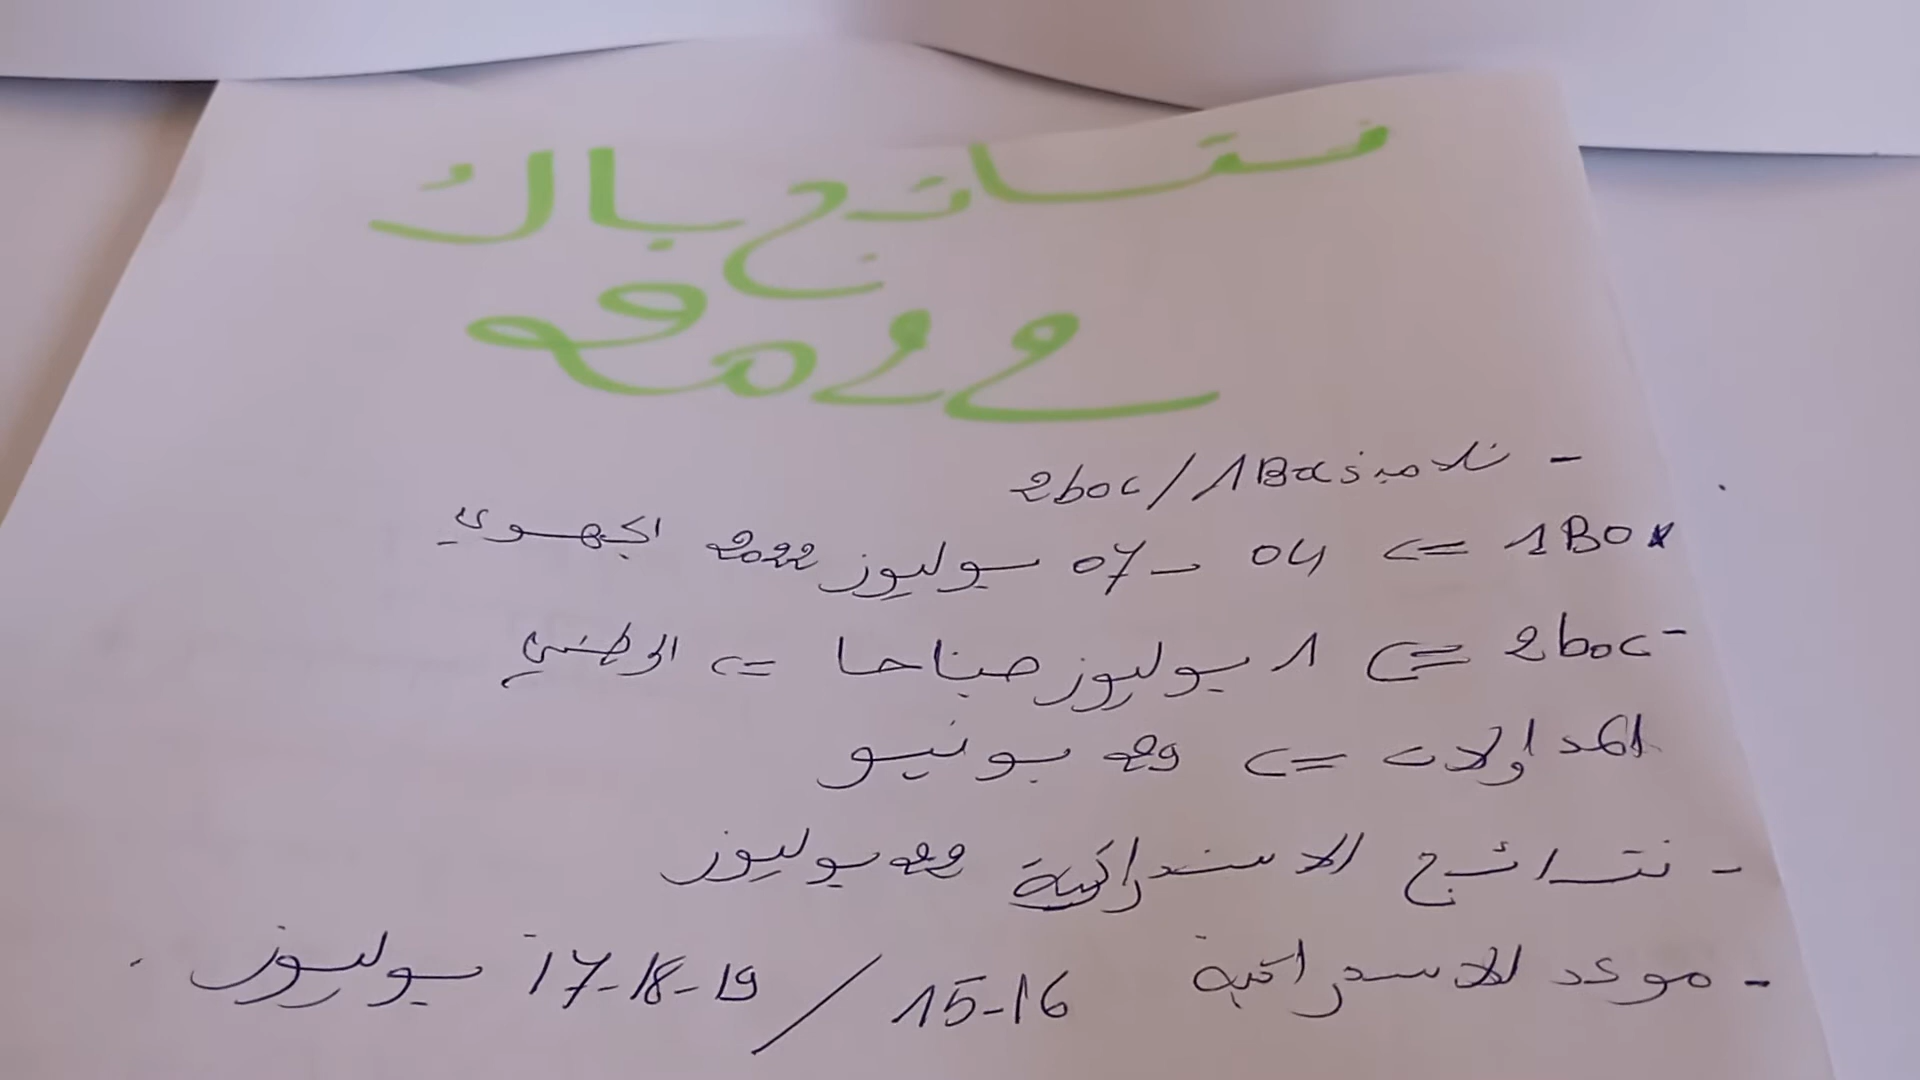 نتائج باك
2022
- تلاميذ 1Bac / 2bac
1Bac <= 04 - 07 يوليوز 2022 الجهوي
- 2bac <= 1 يوليوز صباحا <= الوطني
المداولات <= 29 يونيو
- نتائج الاستدراكية 22 يوليوز
- موعد الاستدراكية 15-16 / 17-18-19 يوليوز.